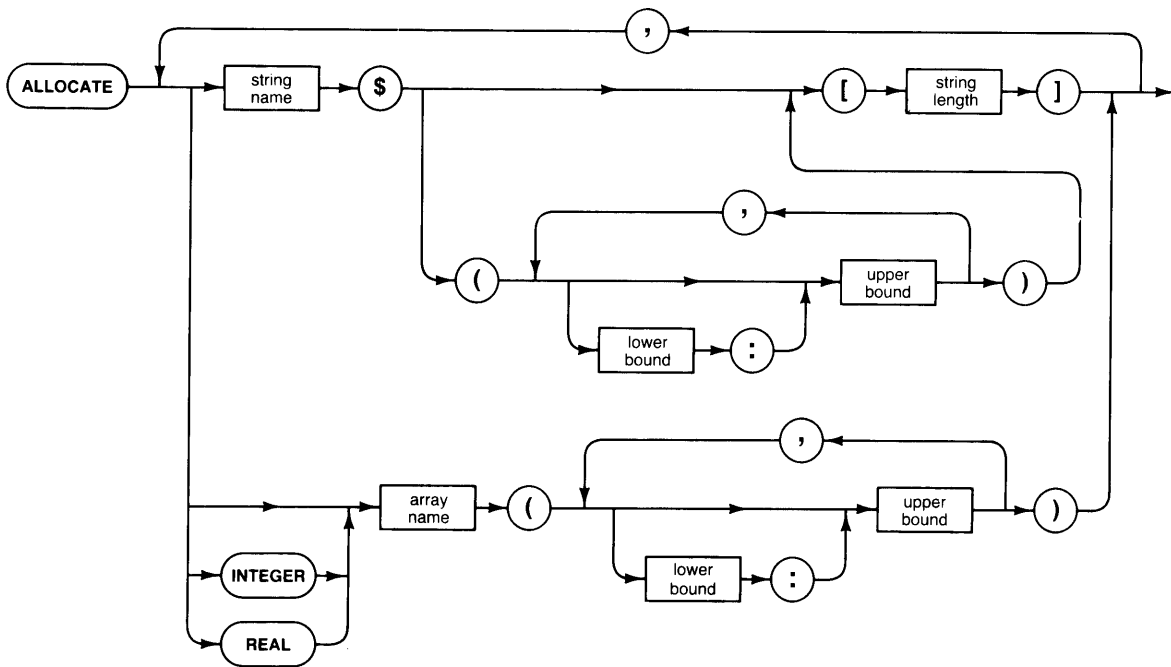 ,
ALLOCATE
string
name
$
[
string
length
]
,
(
upper
bound
)
lower
bound
:
,
array
name
(
upper
bound
)
INTEGER
lower
bound
:
REAL